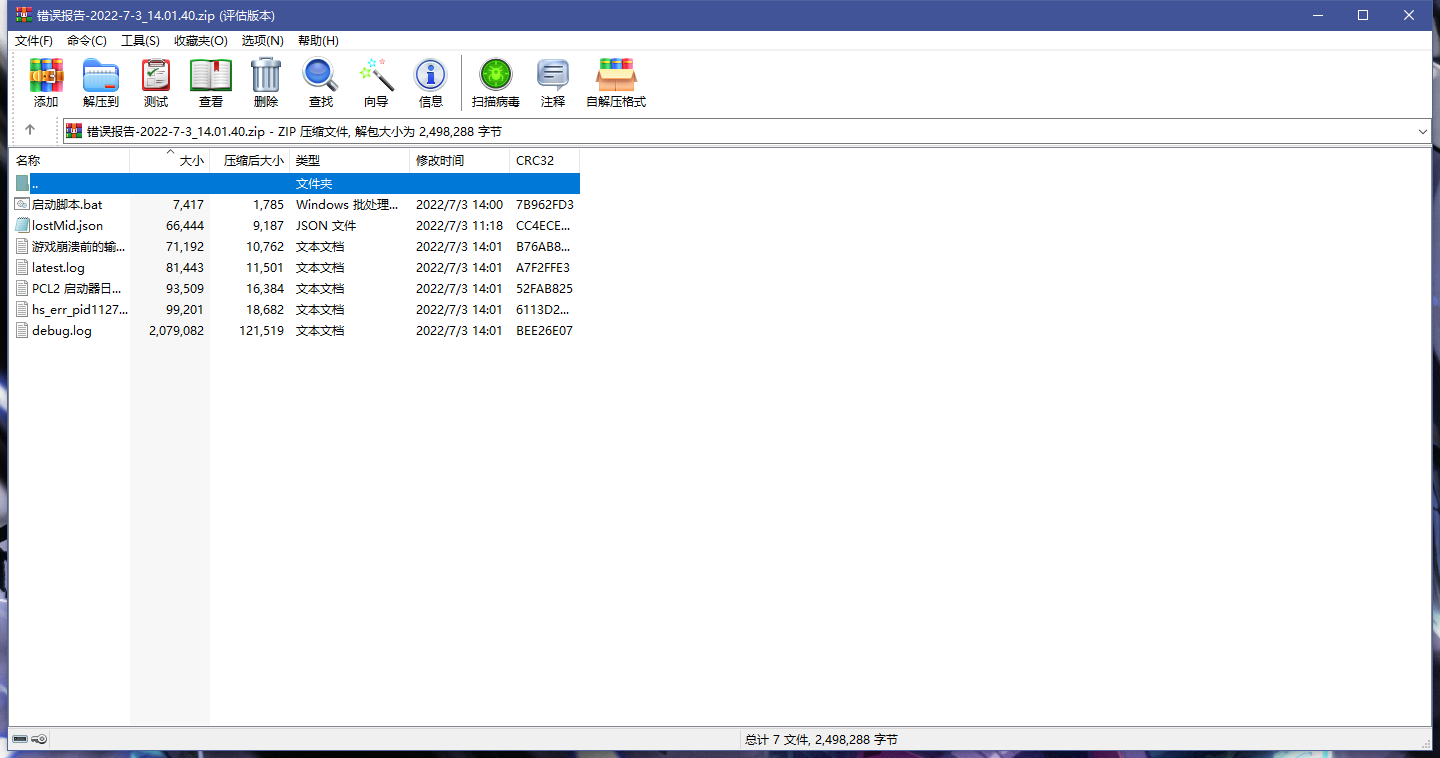 错误报告-2022-7-3_14.01.40.zip (评估版本)
文件(F) 命令(C) 工具(S) 收藏夹(O) 选项(N) 帮助(H)
添加 解压到 测试 查看 删除 查找 向导 信息 扫描病毒 注释 自解压格式
错误报告-2022-7-3_14.01.40.zip - ZIP 压缩文件, 解包大小为 2,498,288 字节
名称 大小 压缩后大小 类型 修改时间 CRC32
.. 文件夹
启动脚本.bat 7,417 1,785 Windows 批处理... 2022/7/3 14:00 7B962FD3
lostMid.json 66,444 9,187 JSON 文件 2022/7/3 11:18 CC4ECE...
游戏崩溃前的输... 71,192 10,762 文本文档 2022/7/3 14:01 B76AB8...
latest.log 81,443 11,501 文本文档 2022/7/3 14:01 A7F2FFE3
PCL2 启动器日... 93,509 16,384 文本文档 2022/7/3 14:01 52FAB825
hs_err_pid1127... 99,201 18,682 文本文档 2022/7/3 14:01 6113D2...
debug.log 2,079,082 121,519 文本文档 2022/7/3 14:01 BEE26E07
总计 7 文件, 2,498,288 字节